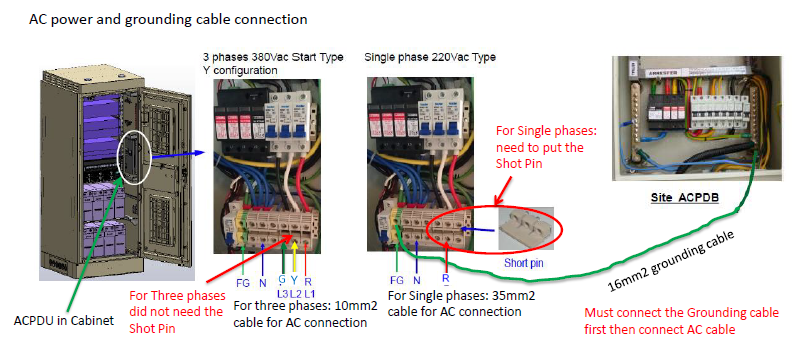 AC power and grounding cable connection
3 phases 380Vac Start Type
Y configuration
Single phase 220Vac Type
For Single phases:
need to put the
Shot Pin
Site ACPDB
Short pin
16mm2 grounding cable
FG N G Y R
L3 L2 L1
FG N R
For Three phases
did not need the
Shot Pin
For three phases: 10mm2
cable for AC connection
For Single phases: 35mm2
cable for AC connection
ACPDU in Cabinet
Must connect the Grounding cable
first then connect AC cable